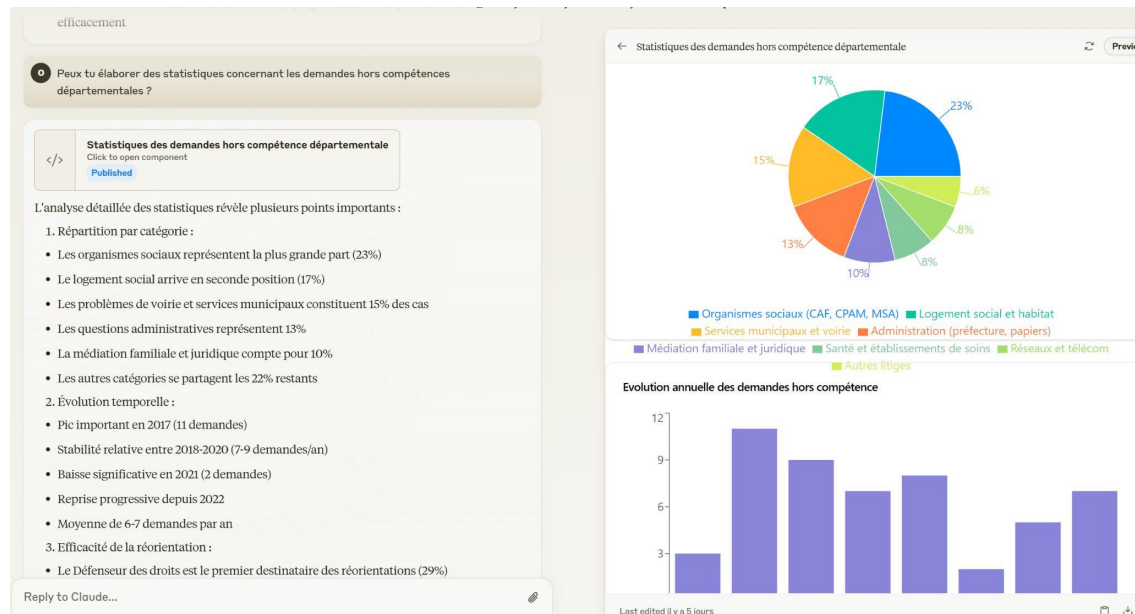 efficacement
O Peux tu élaborer des statistiques concernant les demandes hors compétences
départementales ?
</>
Statistiques des demandes hors compétence départementale
Click to open component
Published
L'analyse détaillée des statistiques révèle plusieurs points importants :
1. Répartition par catégorie :
• Les organismes sociaux représentent la plus grande part (23%)
• Le logement social arrive en seconde position (17%)
• Les problèmes de voirie et services municipaux constituent 15% des cas
• Les questions administratives représentent 13%
• La médiation familiale et juridique compte pour 10%
• Les autres catégories se partagent les 22% restants
2. Évolution temporelle :
• Pic important en 2017 (11 demandes)
• Stabilité relative entre 2018-2020 (7-9 demandes/an)
• Baisse significative en 2021 (2 demandes)
• Reprise progressive depuis 2022
• Moyenne de 6-7 demandes par an
3. Efficacité de la réorientation :
• Le Défenseur des droits est le premier destinataire des réorientations (29%)
Reply to Claude...
← Statistiques des demandes hors compétence départementale
Previe
17%
23%
15%
6%
8%
13%
8%
10%
Organismes sociaux (CAF, CPAM, MSA) Logement social et habitat
Services municipaux et voirie Administration (préfecture, papiers)
Médiation familiale et juridique Santé et établissements de soins Réseaux et télécom
Autres litiges
Evolution annuelle des demandes hors compétence
12
9
6
3
Last edited il y a 5 jours